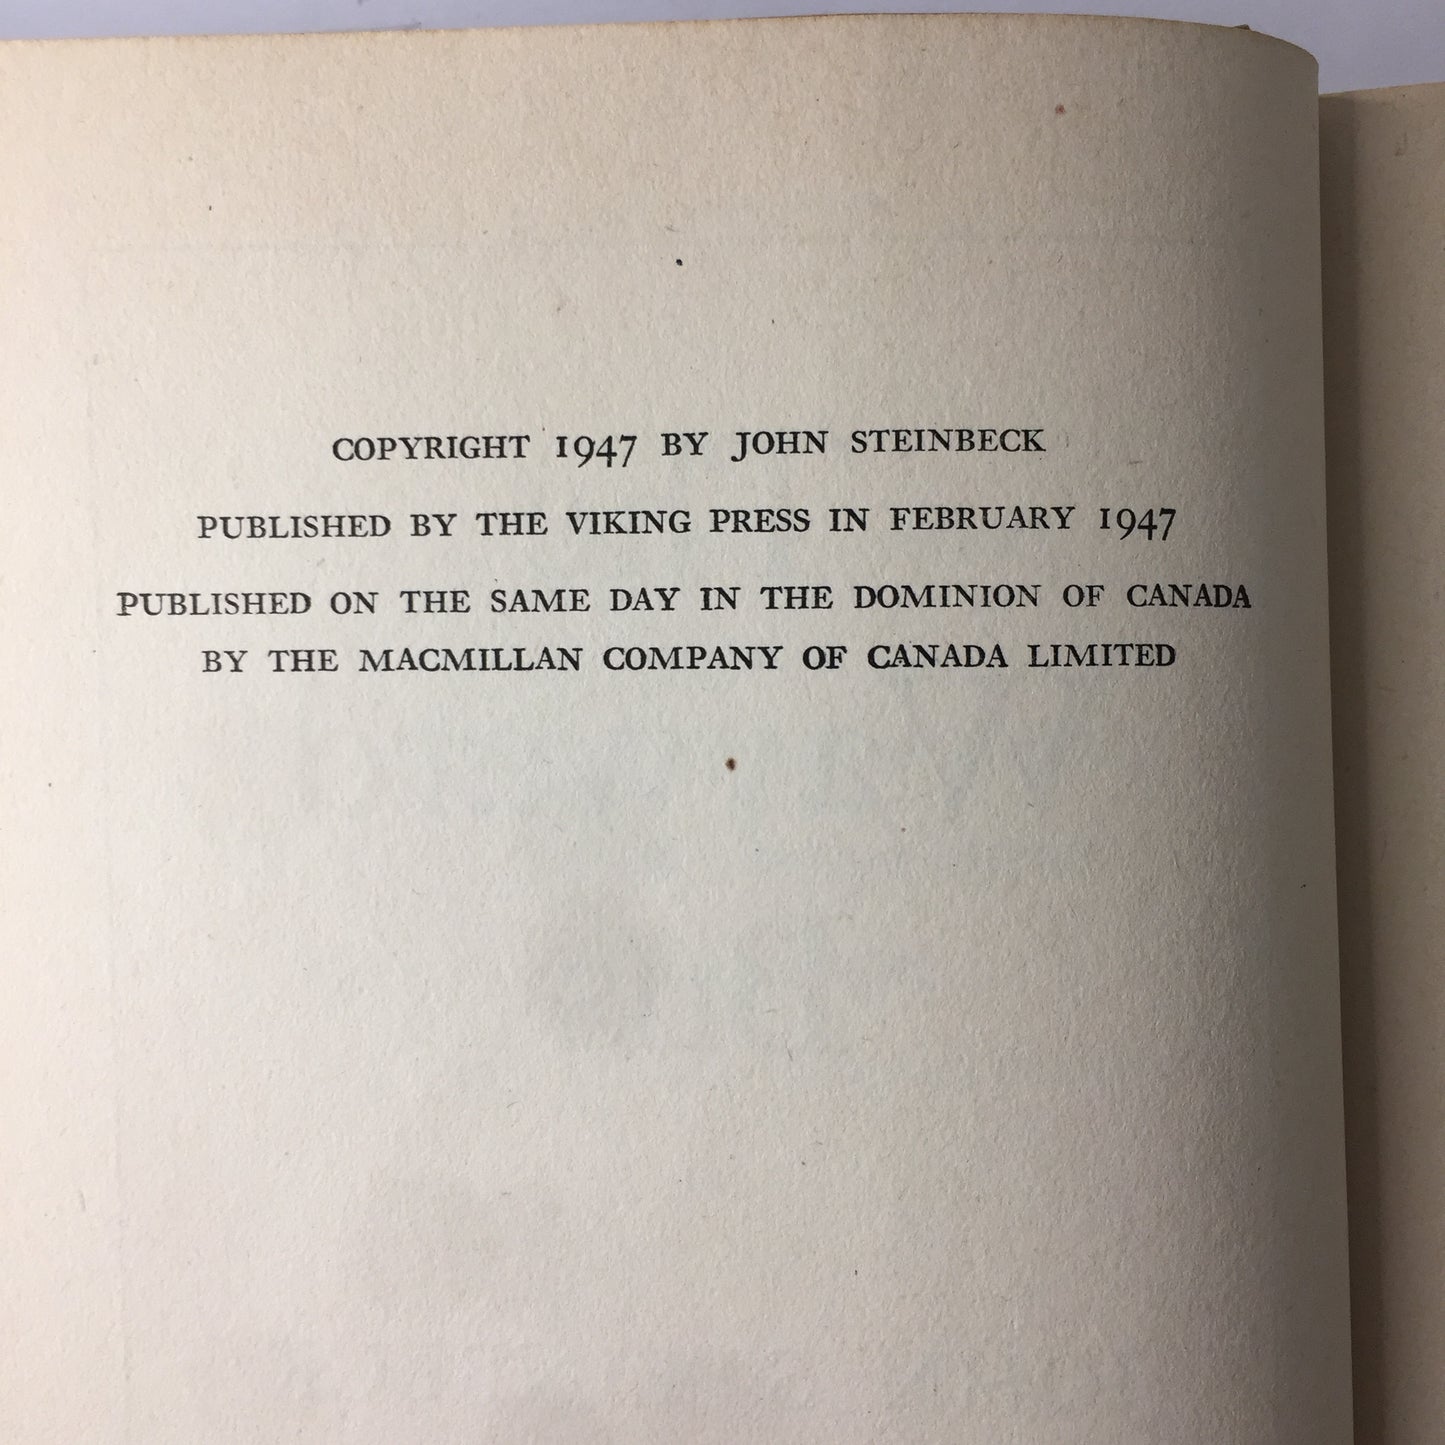 COPYRIGHT 1947 BY JOHN STEINBECK
PUBLISHED BY THE VIKING PRESS IN FEBRUARY 1947
PUBLISHED ON THE SAME DAY IN THE DOMINION OF CANADA
BY THE MACMILLAN COMPANY OF CANADA LIMITED